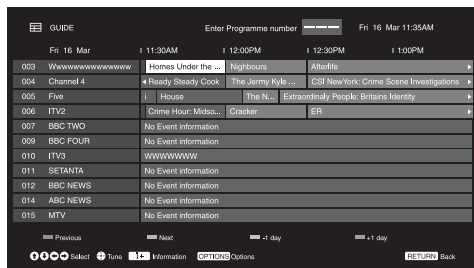 GUIDE Enter Programme number Fri 16 Mar 11:35AM
Fri 16 Mar 11:30AM 12:00PM 12:30PM 1:00PM
003 Wwwwwwwwwwwwww Homes Under the ... Nighbours Afterlife
004 Channel 4 Ready Steady Cook The Jermy Kyle ... CSI NewYork: Crime Scene Investigations
005 Five i House The N... Extraordinaly People: Britains Identity
006 ITV2 Crime Hour: Midso... Cracker ER
007 BBC TWO No Event information
009 BBC FOUR No Event information
010 ITV3 WWWWWWW
011 SETANTA No Event information
012 BBC NEWS No Event information
014 ABC NEWS No Event information
015 MTV No Event information
Previous Next -1 day +1 day
Select Tune i+ Information OPTIONS Options RETURN Back